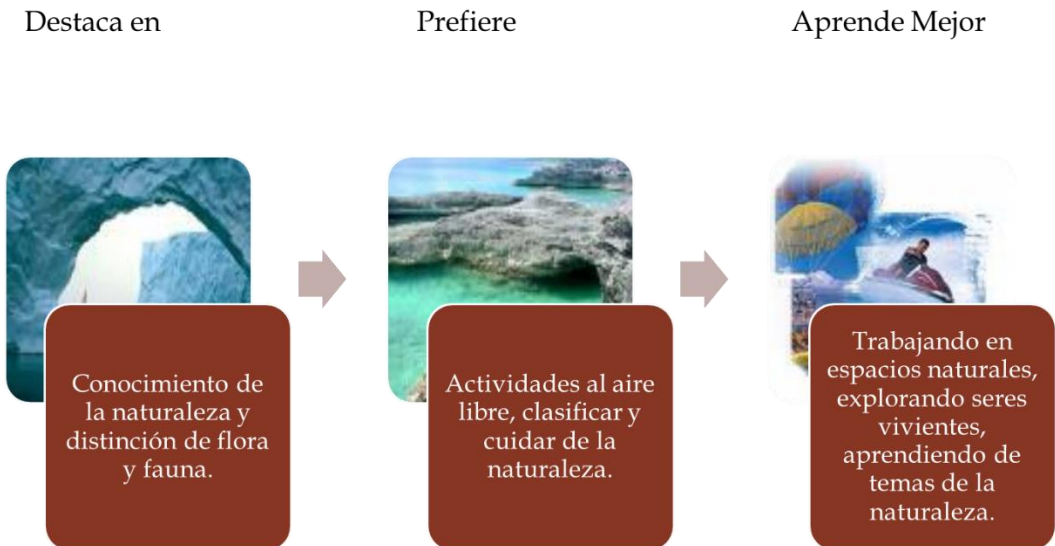 Destaca en
Prefiere
Aprende Mejor
Conocimiento de
la naturaleza y
distinción de flora
y fauna.
Actividades al aire
libre, clasificar y
cuidar de la
naturaleza.
Trabajando en
espacios naturales,
explorando seres
vivientes,
aprendiendo de
temas de la
naturaleza.